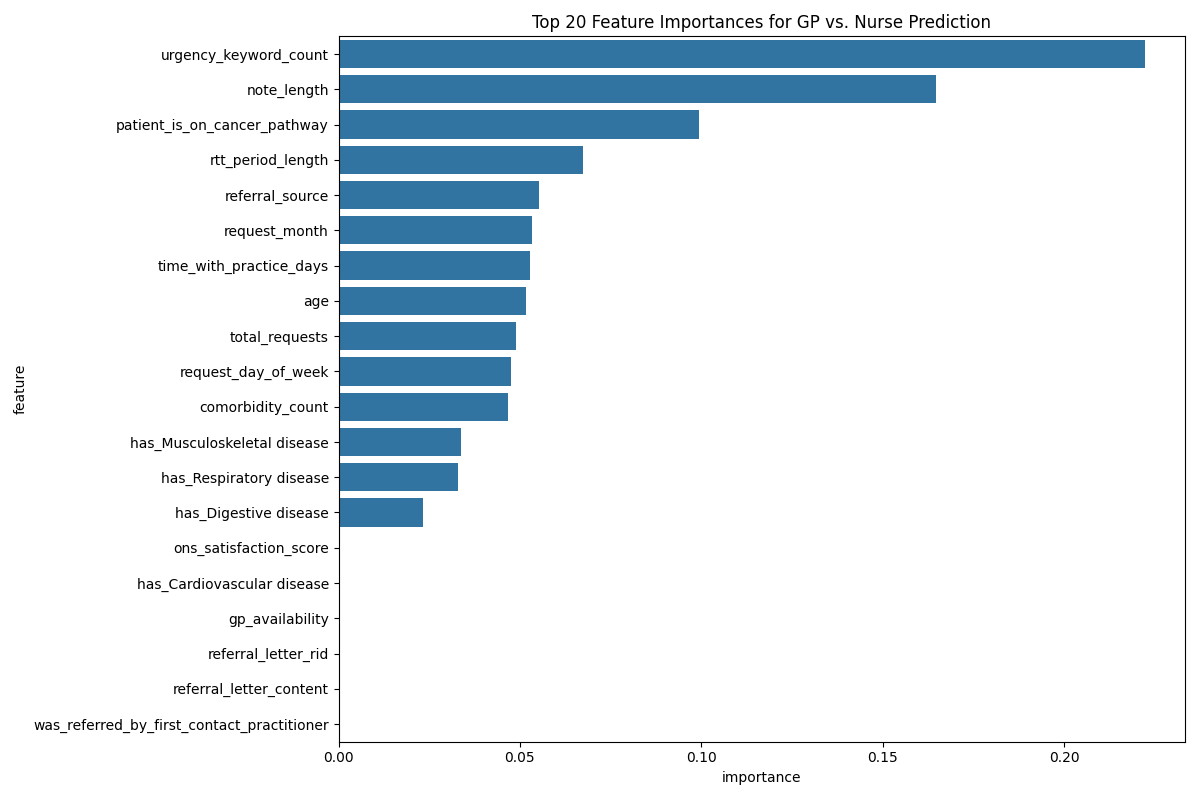 Top 20 Feature Importances for GP vs. Nurse Prediction
urgency_keyword_count
note_length
patient_is_on_cancer_pathway
rtt_period_length
referral_source
request_month
time_with_practice_days
age
total_requests
request_day_of_week
comorbidity_count
has_Musculoskeletal disease
has_Respiratory disease
has_Digestive disease
ons_satisfaction_score
has_Cardiovascular disease
gp_availability
referral_letter_rid
referral_letter_content
was_referred_by_first_contact_practitioner
feature
0.00 0.05 0.10 0.15 0.20
importance